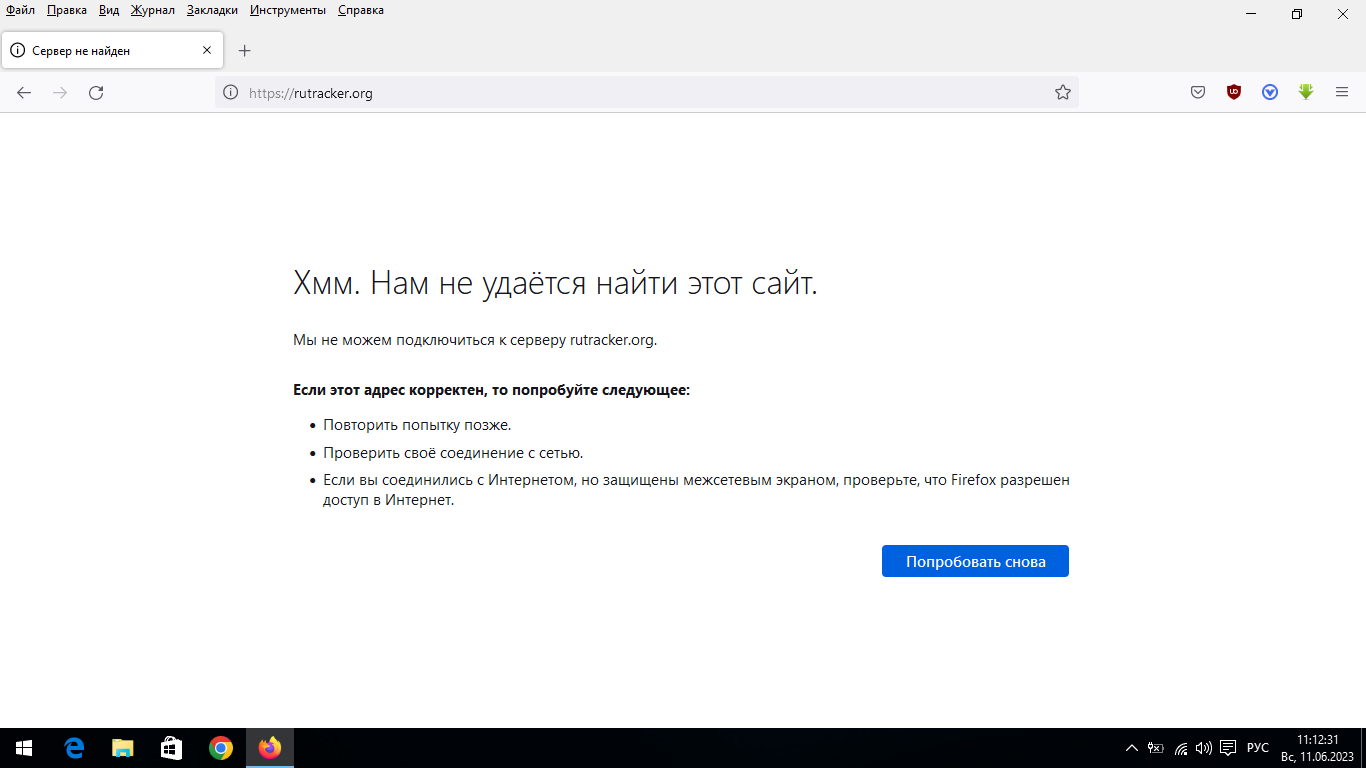 Файл Правка Вид Журнал Закладки Инструменты Справка
Сервер не найден
https://rutracker.org
Хмм. Нам не удаётся найти этот сайт.
Мы не можем подключиться к серверу rutracker.org.
Если этот адрес корректен, то попробуйте следующее:
Повторить попытку позже.
Проверить своё соединение с сетью.
Если вы соединились с Интернетом, но защищены межсетевым экраном, проверьте, что Firefox разрешен
доступ в Интернет.
Попробовать снова
РУС
11:12:31
Вс, 11.06.2023